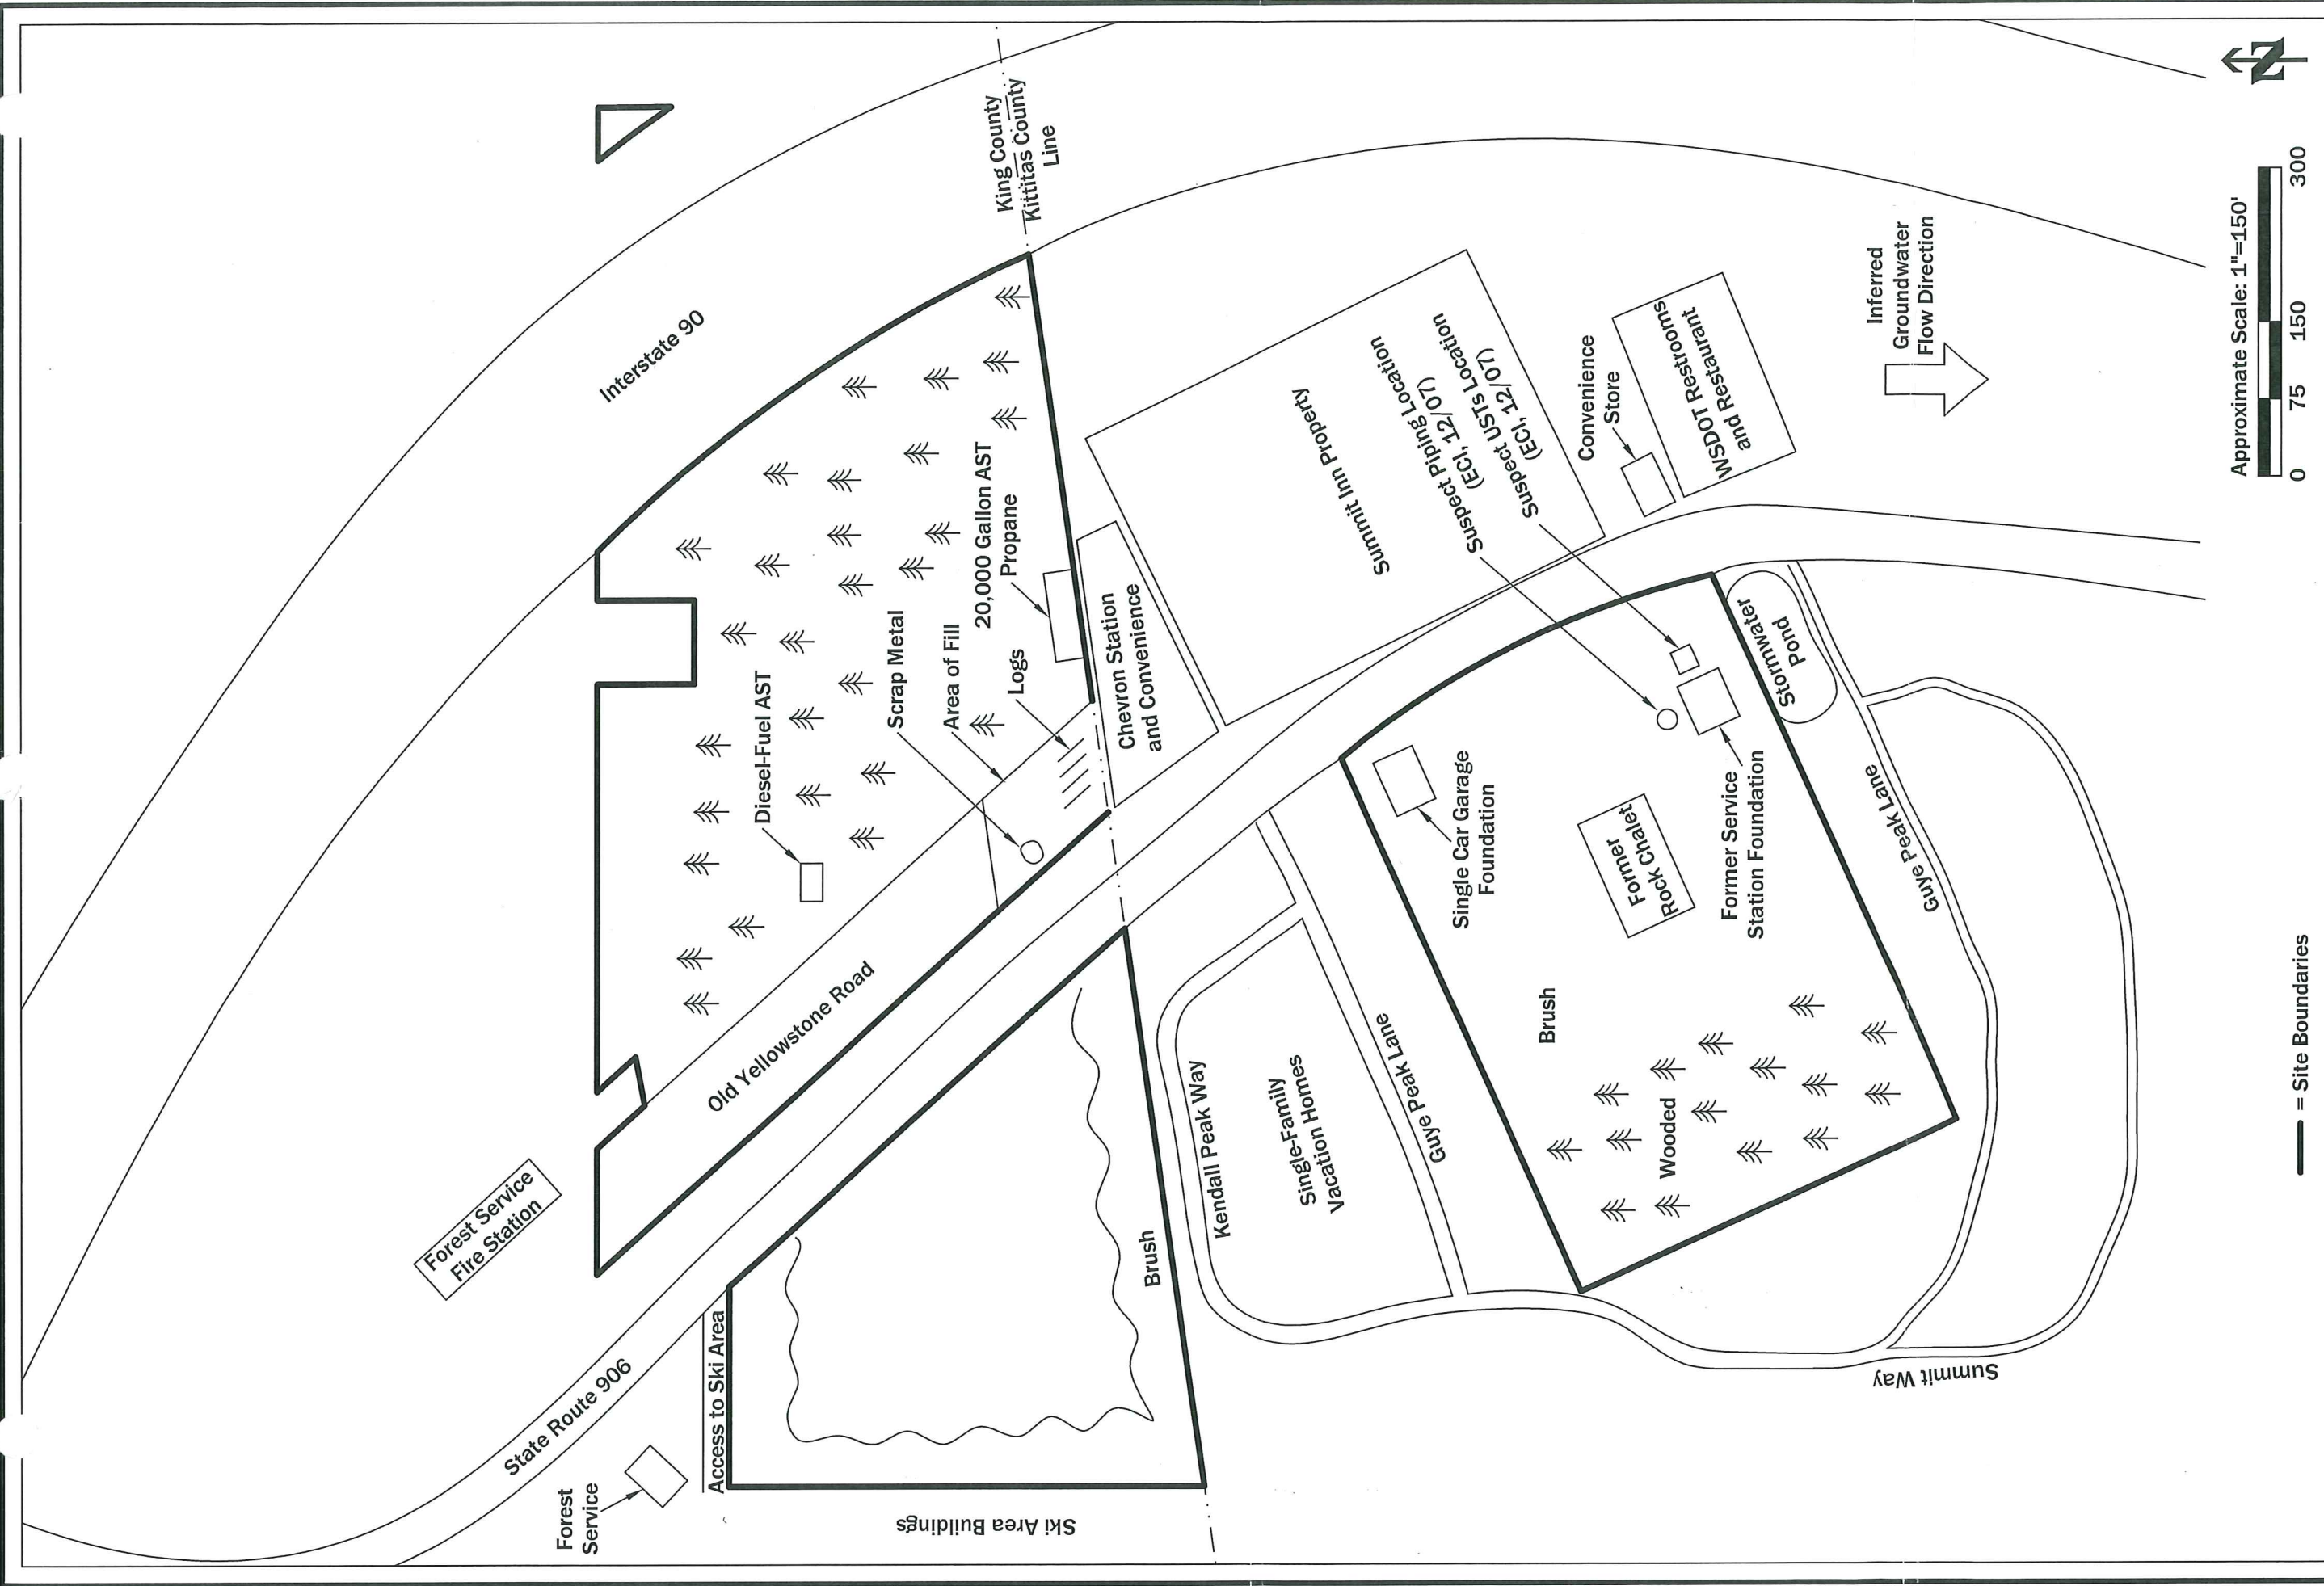 Interstate 90
King County
Kittitas County
Line
N
Forest Service
Fire Station
State Route 906
Forest
Service
Access to Ski Area
Ski Area Buildings
Old Yellowstone Road
Diesel-Fuel AST
Scrap Metal
Area of Fill
Logs
20,000 Gallon AST
Propane
Chevron Station
and Convenience
Summit Inn Property
Suspect Piping Location
(ECI, 12/07)
Suspect USTs Location
(ECI, 12/07)
Convenience
Store
WSDOT Restrooms
and Restaurant
Inferred
Groundwater
Flow Direction
Brush
Kendall Peak Way
Single-Family
Vacation Homes
Guye Peak Lane
Single Car Garage
Foundation
Former
Rock Chalet
Former Service
Station Foundation
Stormwater
Pond
Guye Peak Lane
Brush
Wooded
Summit Way
Approximate Scale: 1"=150'
0 75 150 300
= Site Boundaries